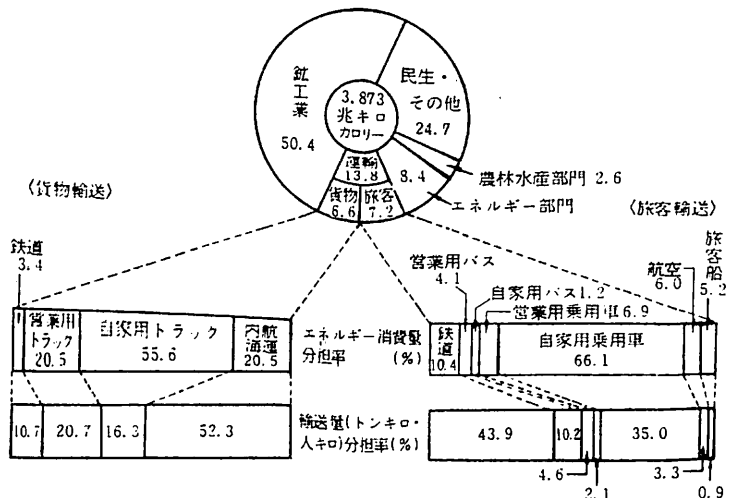 鉱工業
50.4
3.873
兆キロ
カロリー
民生・
その他
24.7
運輸
13.8
8.4
農林水産部門 2.6
エネルギー部門
貨物
6.6
旅客
7.2
〈貨物輸送〉
〈旅客輸送〉
鉄道
3.4
営業用
トラック
20.5
自家用トラック
55.6
内航
海運
20.5
エネルギー消費量
分担率 (%)
営業用バス
4.1
自家用バス1.2
営業用乗用車6.9
航空
6.0
旅客船
5.2
鉄道
10.4
自家用乗用車
66.1
10.7
20.7
16.3
52.3
輸送量(トンキロ・
人キロ)分担率(%)
43.9
10.2
35.0
4.6
2.1
3.3
0.9